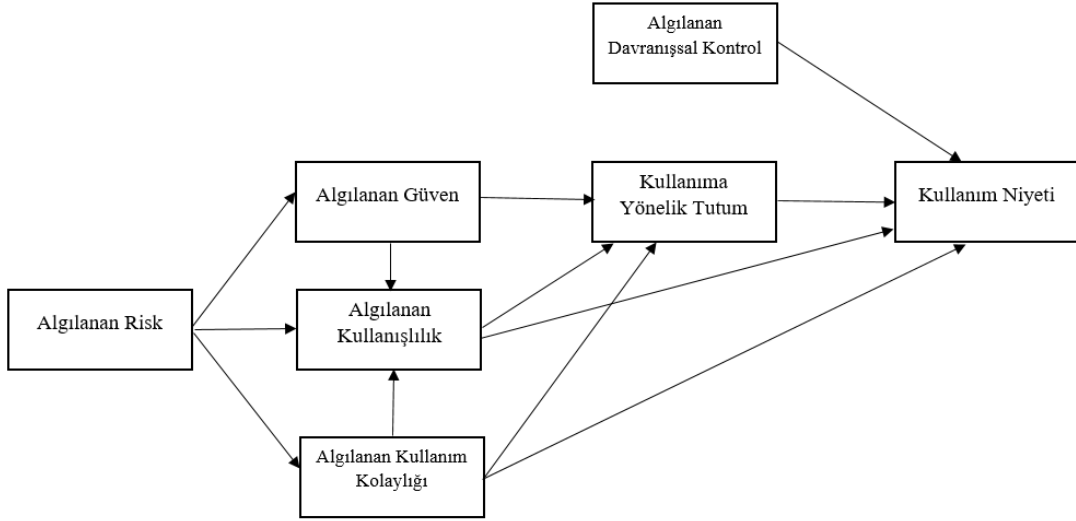 Algılanan
Davranışsal Kontrol
Algılanan Güven
Kullanıma
Yönelik Tutum
Kullanım Niyeti
Algılanan Risk
Algılanan
Kullanışlılık
Algılanan Kullanım
Kolaylığı